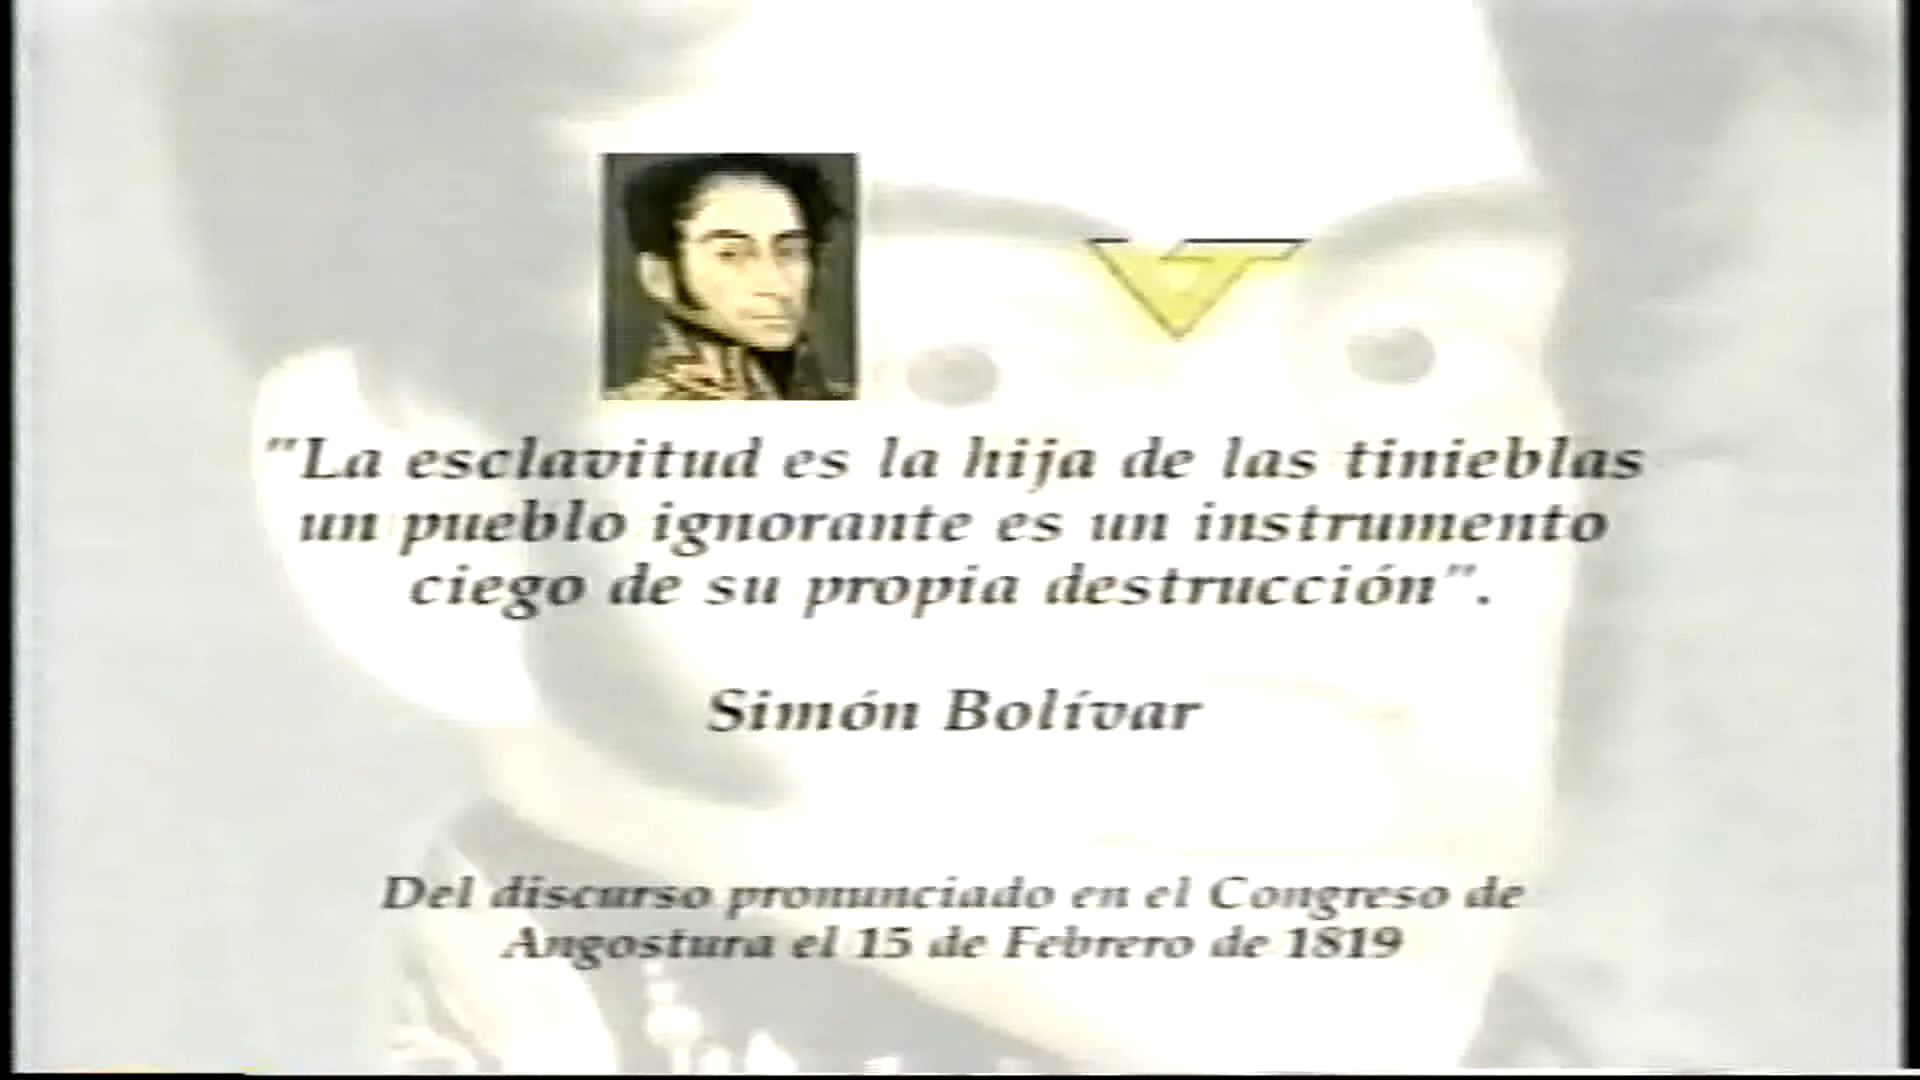 "La esclavitud es la hija de las tinieblas
un pueblo ignorante es un instrumento
ciego de su propia destrucción".
Simón Bolívar
Del discurso pronunciado en el Congreso de
Angostura el 15 de Febrero de 1819